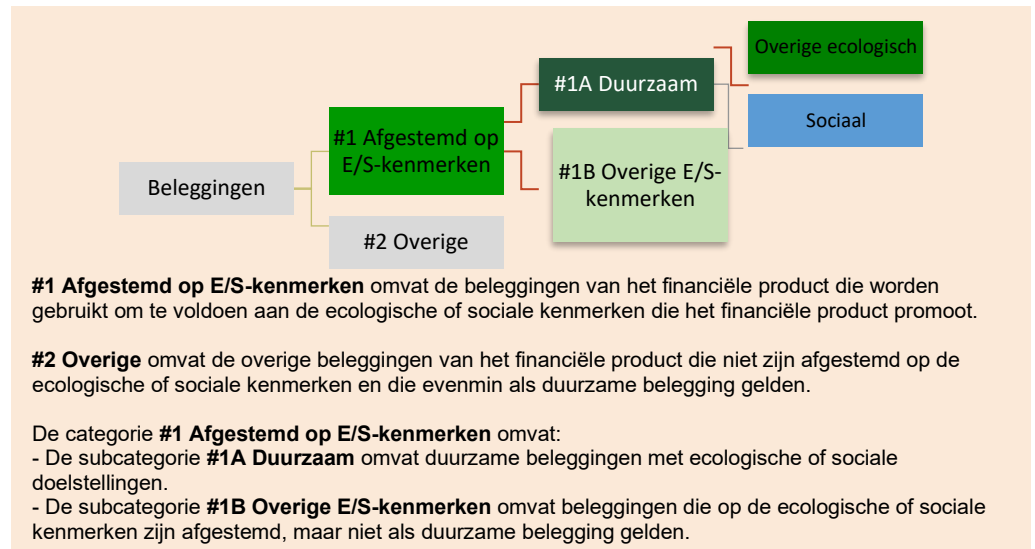 Overige ecologisch
#1A Duurzaam
Sociaal
#1 Afgestemd op
E/S-kenmerken
#1B Overige E/S-
kenmerken
Beleggingen
#2 Overige
#1 Afgestemd op E/S-kenmerken omvat de beleggingen van het financiële product die worden
gebruikt om te voldoen aan de ecologische of sociale kenmerken die het financiële product promoot.
#2 Overige omvat de overige beleggingen van het financiële product die niet zijn afgestemd op de
ecologische of sociale kenmerken en die evenmin als duurzame belegging gelden.
De categorie #1 Afgestemd op E/S-kenmerken omvat:
- De subcategorie #1A Duurzaam omvat duurzame beleggingen met ecologische of sociale
doelstellingen.
- De subcategorie #1B Overige E/S-kenmerken omvat beleggingen die op de ecologische of sociale
kenmerken zijn afgestemd, maar niet als duurzame belegging gelden.